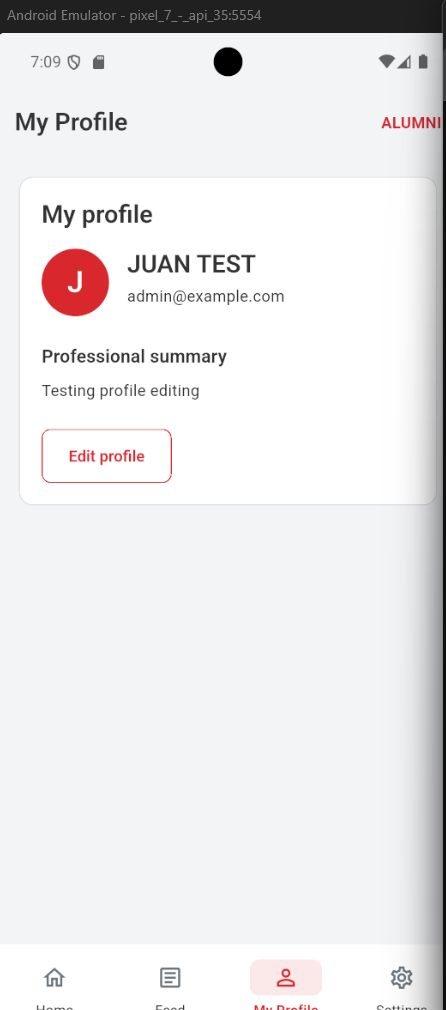 Android Emulator - pixel_7_-_api_35:5554
7:09
My Profile
ALUMNI
My profile
J
JUAN TEST
admin@example.com
Professional summary
Testing profile editing
Edit profile
Home
Feed
My Profile
Settings